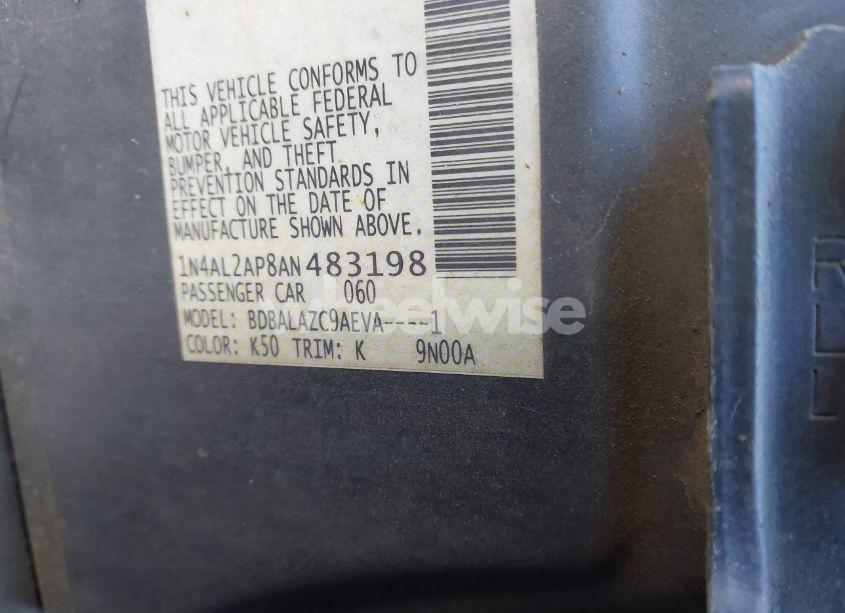 THIS VEHICLE CONFORMS TO
ALL APPLICABLE FEDERAL
MOTOR VEHICLE SAFETY,
BUMPER, AND THEFT
PREVENTION STANDARDS IN
EFFECT ON THE DATE OF
MANUFACTURE SHOWN ABOVE.
1N4AL2AP8AN483198
PASSENGER CAR 060
MODEL: BDBALAZC9AEVA----1
COLOR: K50 TRIM: K 9N00A
wheelwise